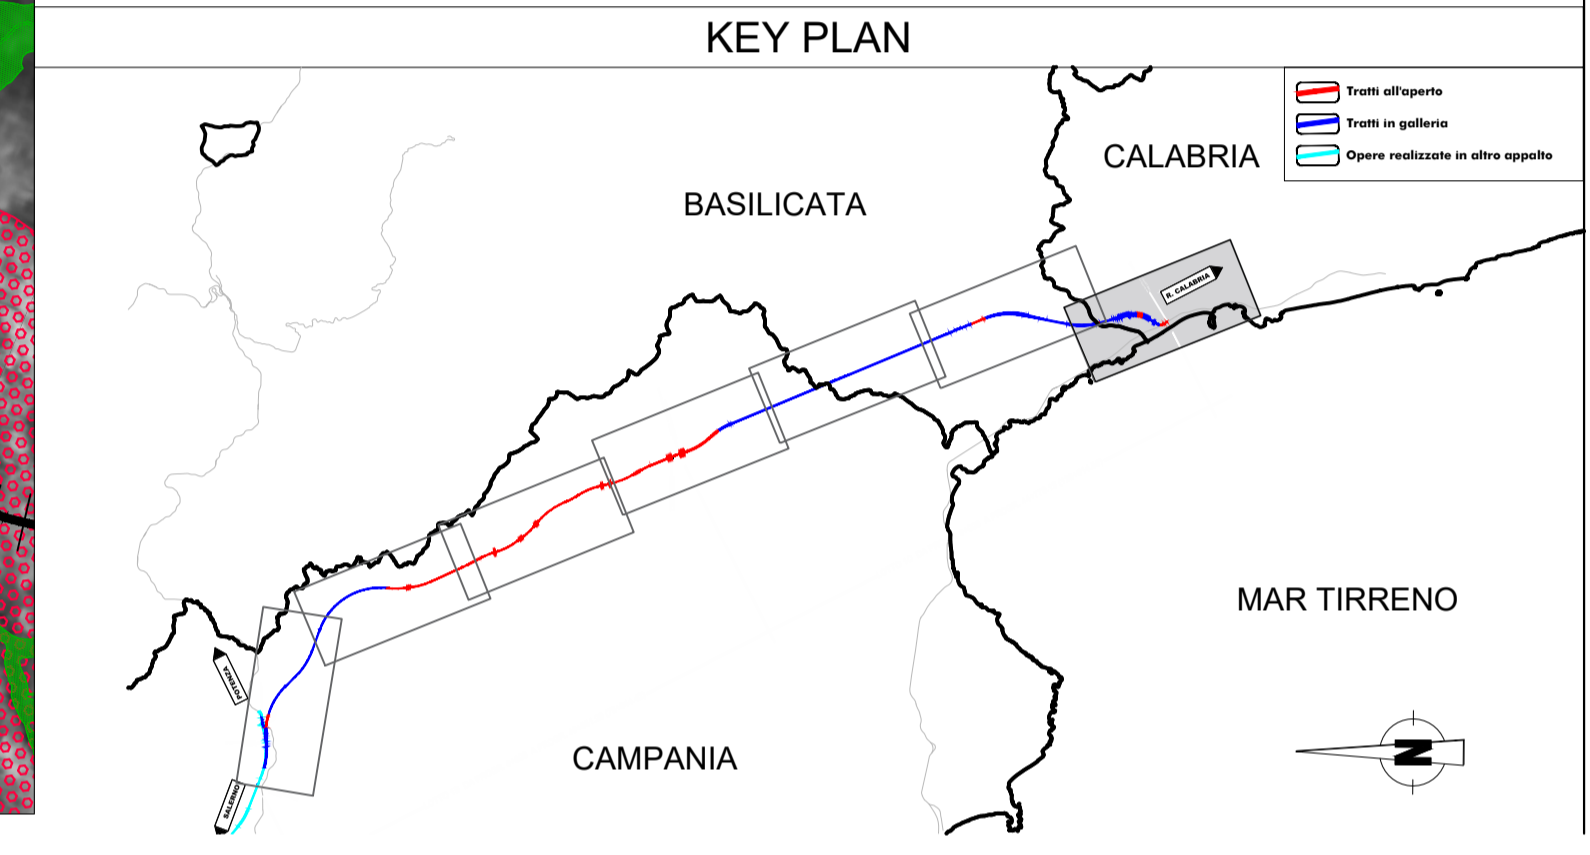 KEY PLAN
Tratti all'aperto
Tratti in galleria
Opere realizzate in altro appalto
CALABRIA
BASILICATA
R. CALABRIA
MAR TIRRENO
POTENZA
CAMPANIA
SALERNO
N